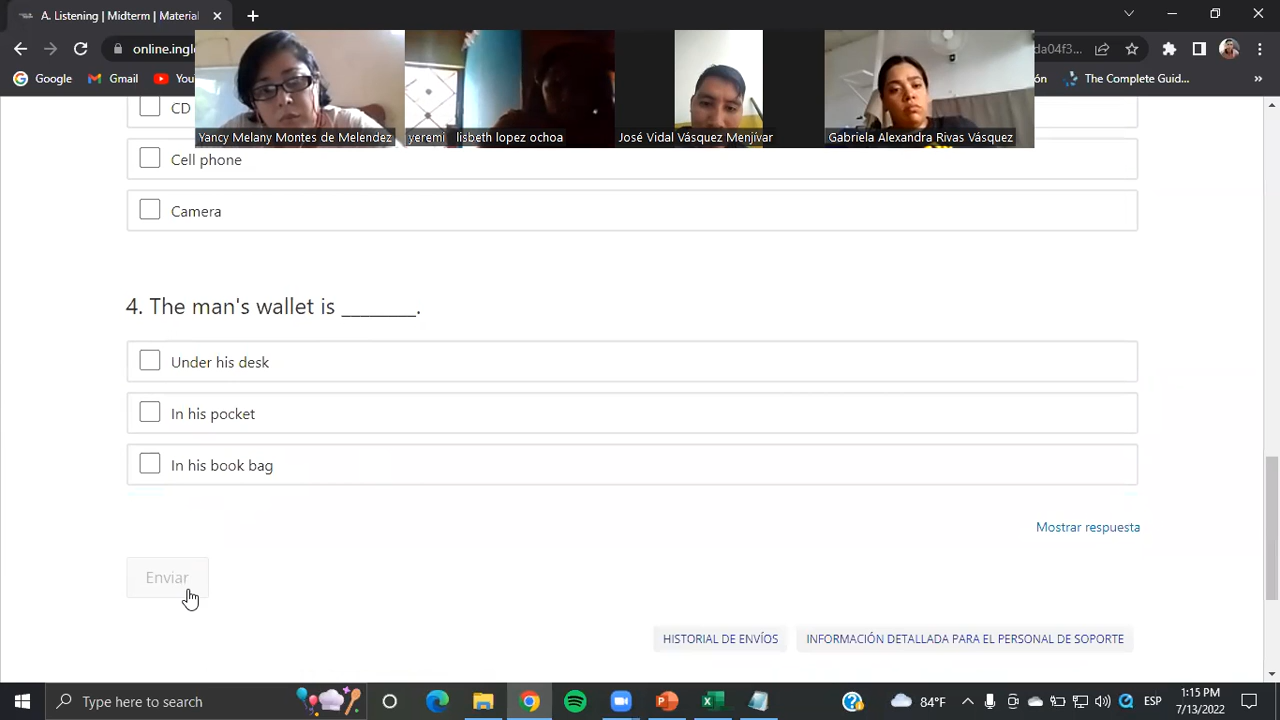 A. Listening | Midterm | Material
online.ingl
da04f3...
Google
Gmail
You
ón
The Complete Guid...
Yancy Melany Montes de Melendez
yeremi lisbeth lopez ochoa
José Vidal Vásquez Menjívar
Gabriela Alexandra Rivas Vásquez
CD
Cell phone
Camera
4. The man's wallet is ________.
Under his desk
In his pocket
In his book bag
Mostrar respuesta
Enviar
HISTORIAL DE ENVÍOS
INFORMACIÓN DETALLADA PARA EL PERSONAL DE SOPORTE
Type here to search
84°F
ESP
1:15 PM
7/13/2022